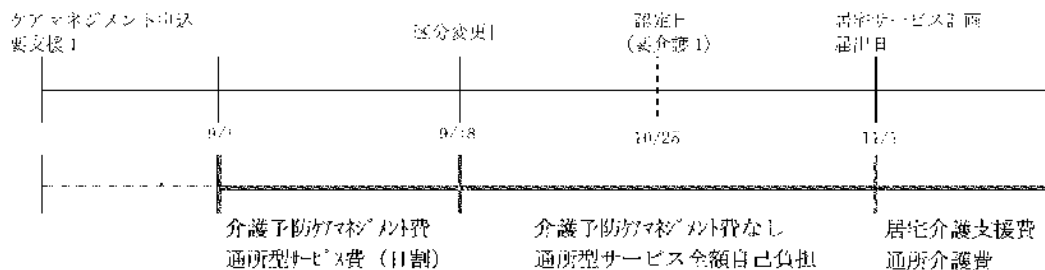 ケアマネジメント申込
要支援1
区分変更日
認定日
(要介護1)
居宅サービス計画
届出日
9/1
9/18
10/25
11/1
介護予防ケアマネジメント費
通所型サービス費（日割）
介護予防ケアマネジメント費なし
通所型サービス全額自己負担
居宅介護支援費
通所介護費